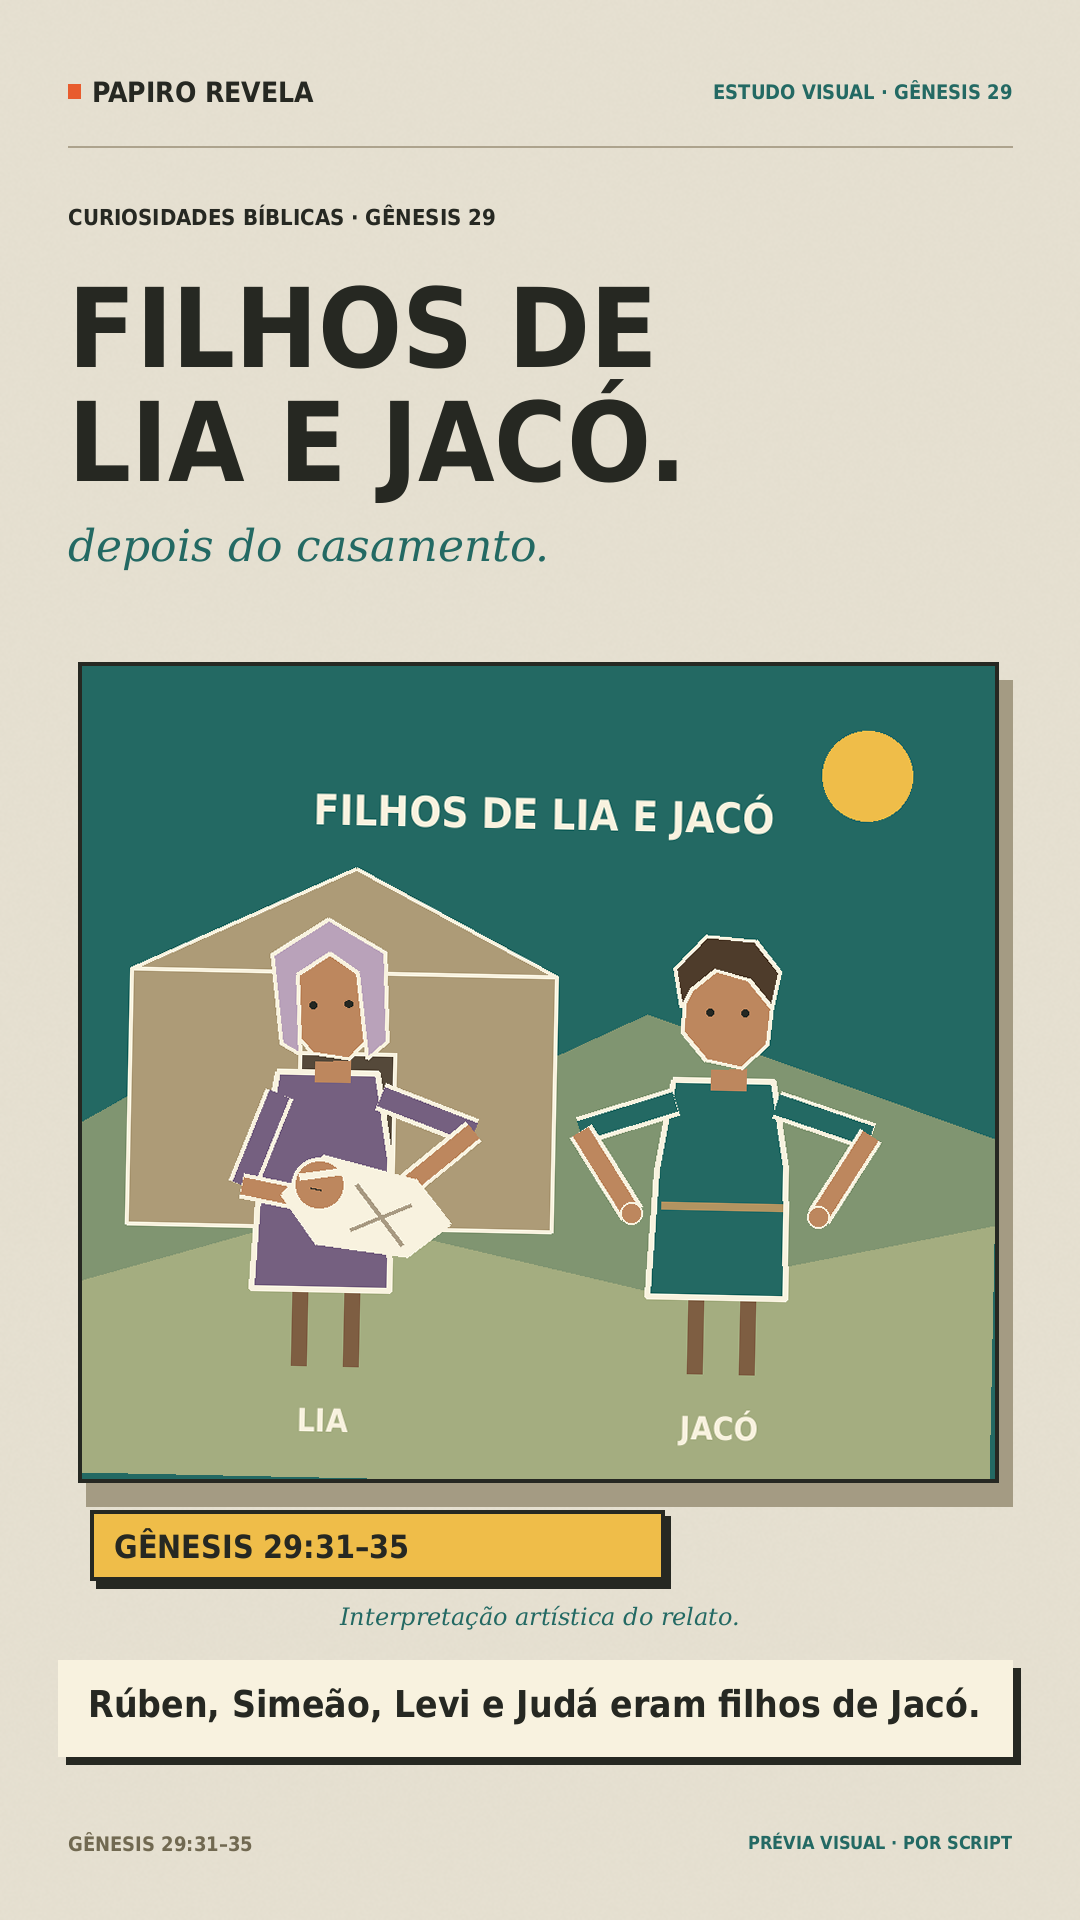 PAPIRO REVELA
ESTUDO VISUAL · GÊNESIS 29
CURIOSIDADES BÍBLICAS · GÊNESIS 29
FILHOS DE
LIA E JACÓ.
depois do casamento.
FILHOS DE LIA E JACÓ
LIA
JACÓ
GÊNESIS 29:31–35
Interpretação artística do relato.
Rúben, Simeão, Levi e Judá eram filhos de Jacó.
GÊNESIS 29:31–35
PRÉVIA VISUAL · POR SCRIPT